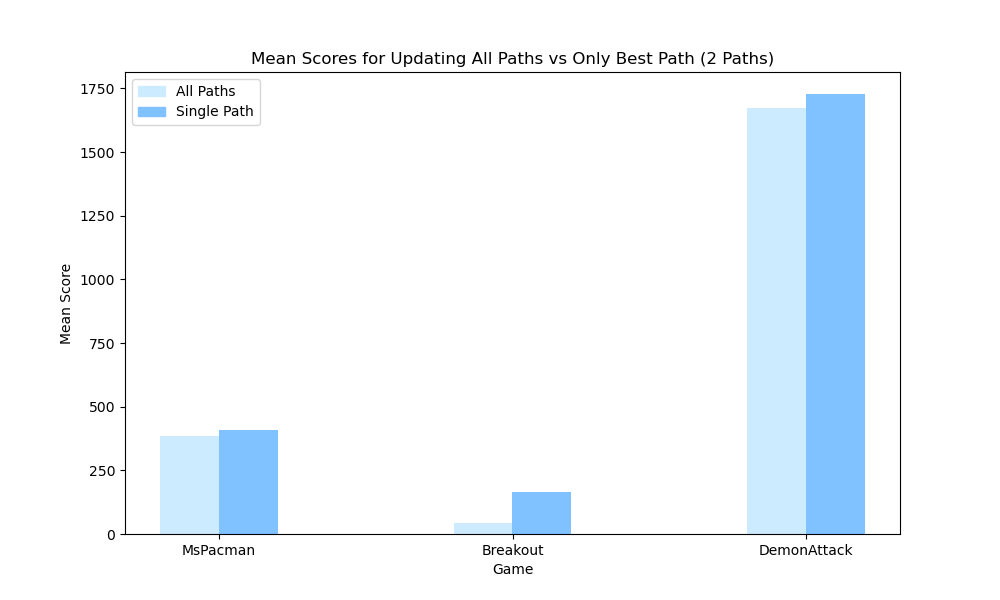 Mean Scores for Updating All Paths vs Only Best Path (2 Paths)
All Paths
Single Path
1750
1500
1250
1000
750
500
250
0
Mean Score
MsPacman
Breakout
DemonAttack
Game